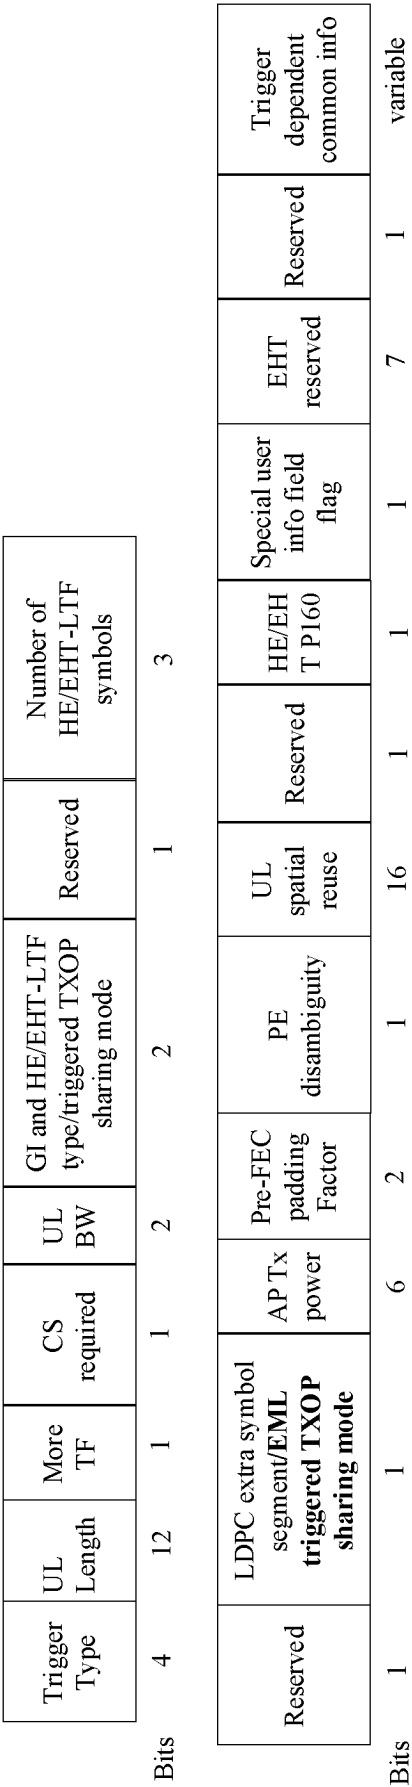 Trigger
Type
UL
Length
More
TF
CS
required
UL
BW
GI and HE/EHT-LTF
type/triggered TXOP
sharing mode
Reserved
Number of
HE/EHT-LTF
symbols
Bits
4
12
1
1
2
2
1
3
Reserved
LDPC extra symbol
segment/EML
triggered TXOP
sharing mode
AP Tx
power
Pre-FEC
padding
Factor
PE
disambiguity
UL
spatial
reuse
Reserved
HE/EH
T P160
Special user
info field
flag
EHT
reserved
Reserved
Trigger
dependent
common info
Bits
1
1
6
2
1
16
1
1
1
7
1
variable